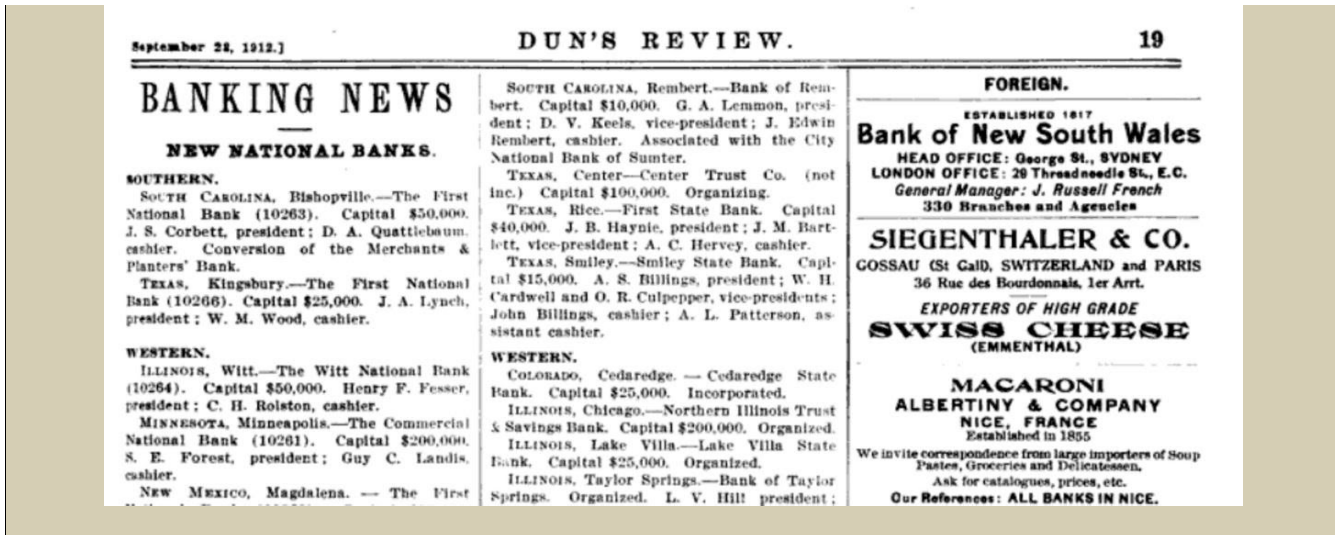 September 28, 1912.]
DUN'S REVIEW.
19
BANKING NEWS
NEW NATIONAL BANKS.
SOUTHERN.
SOUTH CAROLINA, Bishopville.—The First
National Bank (10263). Capital $50,000.
J. S. Corbett, president; D. A. Quattlebaum,
cashier. Conversion of the Merchants &
Planters' Bank.
TEXAS, Kingsbury.—The First National
Bank (10266). Capital $25,000. J. A. Lynch,
president; W. M. Wood, cashier.
WESTERN.
ILLINOIS, Witt.—The Witt National Bank
(10264). Capital $50,000. Henry F. Fesser,
president; C. H. Rolston, cashier.
MINNESOTA, Minneapolis.—The Commercial
National Bank (10261). Capital $200,000.
S. E. Forest, president; Guy C. Landis,
cashier.
NEW MEXICO, Magdalena. — The First
SOUTH CAROLINA, Rembert.—Bank of Rem-
bert. Capital $10,000. G. A. Lemmon, presi-
dent; D. V. Keels, vice-president; J. Edwin
Rembert, cashier. Associated with the City
National Bank of Sumter.
TEXAS, Center—Center Trust Co. (not
inc.) Capital $100,000. Organizing.
TEXAS, Rice.—First State Bank. Capital
$40,000. J. B. Haynie, president; J. M. Bart-
lett, vice-president; A. C. Hervey, cashier.
TEXAS, Smiley.—Smiley State Bank. Capi-
tal $15,000. A. S. Billings, president; W. H.
Cardwell and O. R. Culpepper, vice-presidents;
John Billings, cashier; A. L. Patterson, as-
sistant cashier.
WESTERN.
COLORADO, Cedaredge. — Cedaredge State
Bank. Capital $25,000. Incorporated.
ILLINOIS, Chicago.—Northern Illinois Trust
& Savings Bank. Capital $200,000. Organized.
ILLINOIS, Lake Villa.—Lake Villa State
Bank. Capital $25,000. Organized.
ILLINOIS, Taylor Springs.—Bank of Taylor
Springs. Organized. L. V. Hill president;
FOREIGN.
ESTABLISHED 1817
Bank of New South Wales
HEAD OFFICE: George St., SYDNEY
LONDON OFFICE: 29 Threadneedle St., E.C.
General Manager: J. Russell French
330 Branches and Agencies
SIEGENTHALER & CO.
GOSSAU (St Gall), SWITZERLAND and PARIS
36 Rue des Bourdonnais, 1er Arrt.
EXPORTERS OF HIGH GRADE
SWISS CHEESE
(EMMENTHAL)
MACARONI
ALBERTINY & COMPANY
NICE, FRANCE
Established in 1855
We invite correspondence from large importers of Soup
Pastes, Groceries and Delicatessen.
Ask for catalogues, prices, etc.
Our References: ALL BANKS IN NICE.